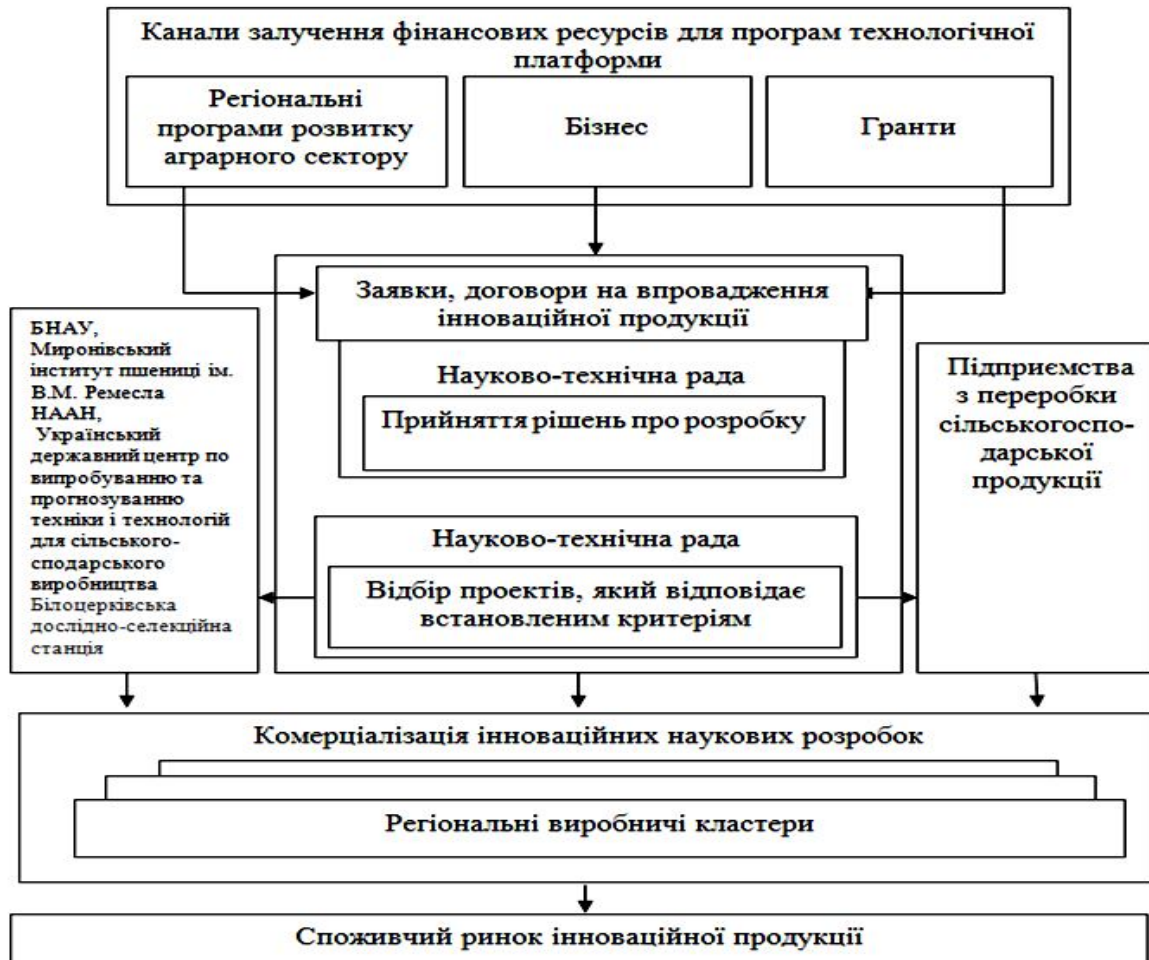 Канали залучення фінансових ресурсів для програм технологічної
платформи
Регіональні
програми розвитку
аграрного сектору
Бізнес
Гранти
Заявки, договори на впровадження
інноваційної продукції
Науково-технічна рада
Прийняття рішень про розробку
БНАУ,
Миронівський
інститут пшениці ім.
В.М. Ремесла
НААН,
Український
державний центр по
випробуванню та
прогнозуванню
техніки і технологій
для сільського-
сподарського
виробництва
Білоцерківська
дослідно-селекційна
станція
Науково-технічна рада
Відбір проектів, який відповідає
встановленим критеріям
Підприємства
з переробки
сільськогоспо-
дарської
продукції
Комерціалізація інноваційних наукових розробок
Регіональні виробничі кластери
Споживчий ринок інноваційної продукції